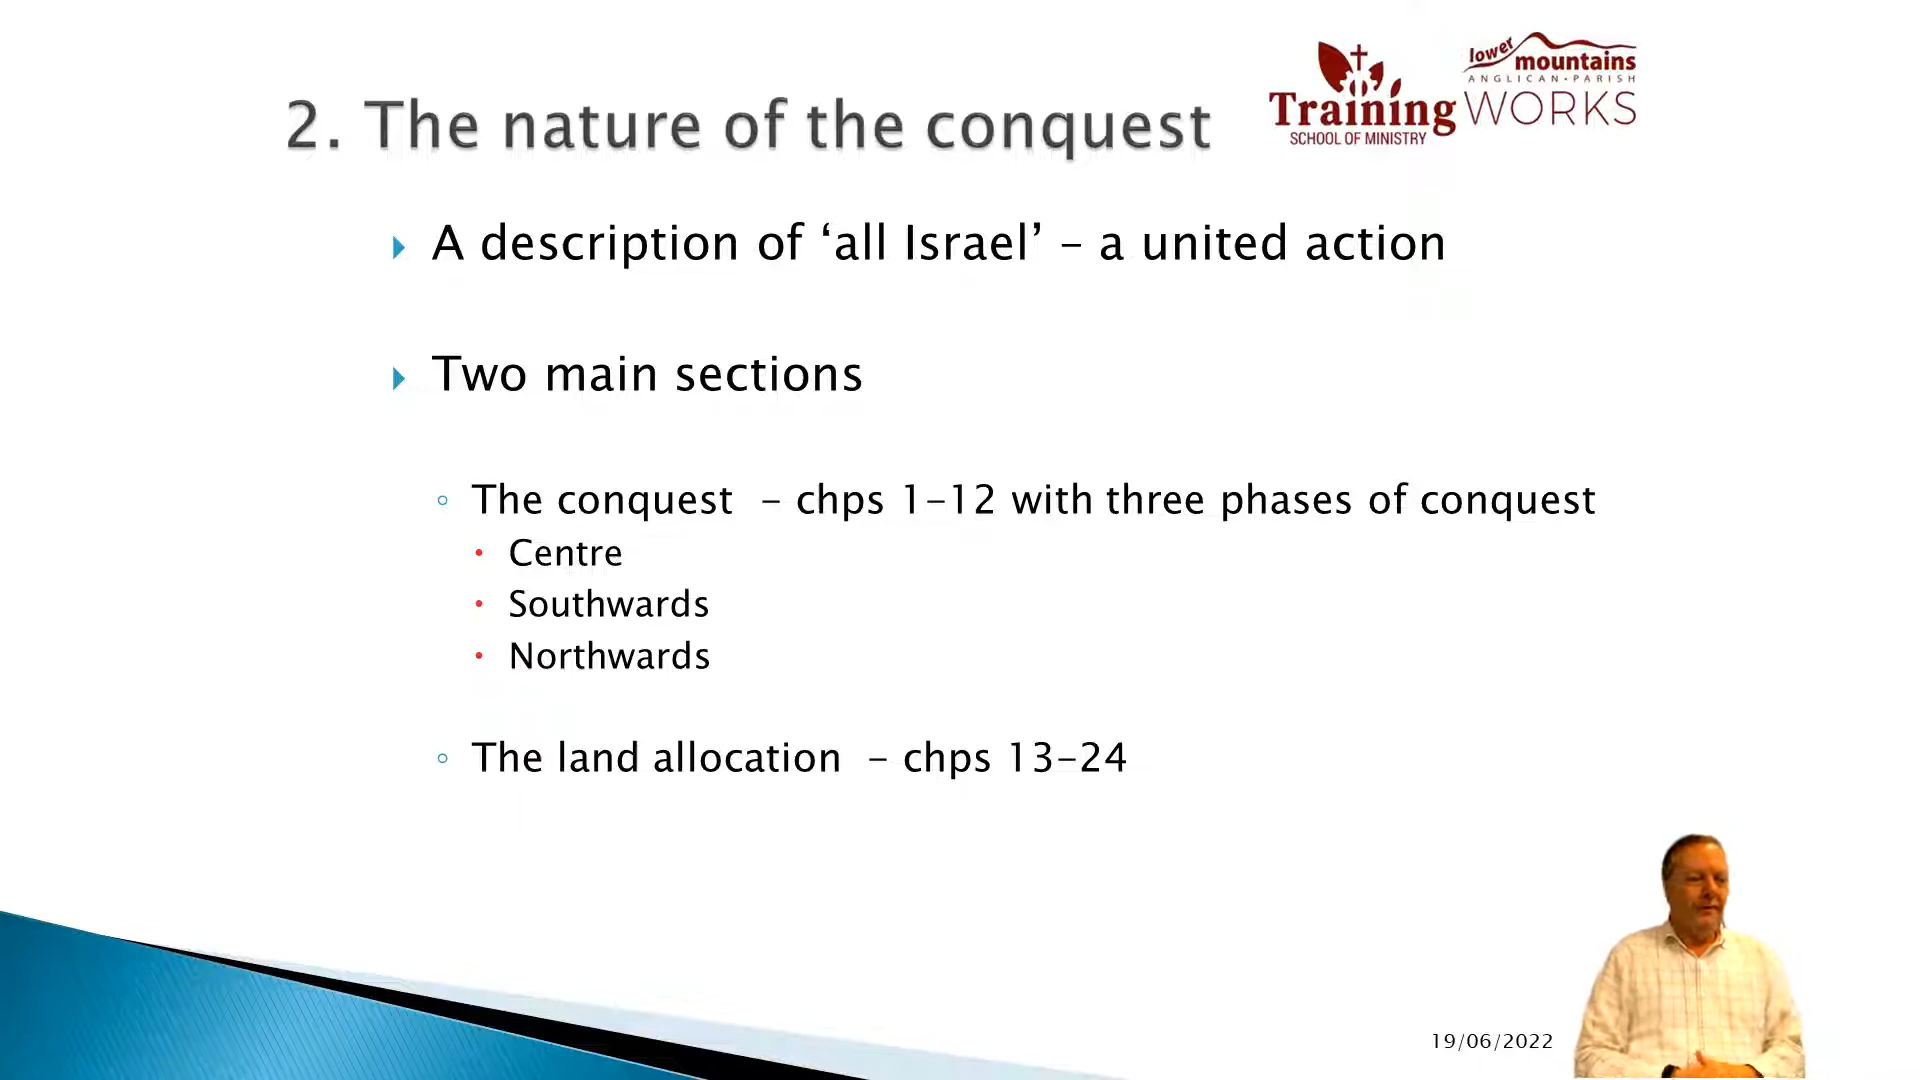 2. The nature of the conquest
Training
SCHOOL OF MINISTRY
lower
mountains
ANGLICAN•PARISH
WORKS
A description of ‘all Israel’ – a united action
Two main sections
The conquest – chps 1–12 with three phases of conquest
Centre
Southwards
Northwards
The land allocation – chps 13–24
19/06/2022